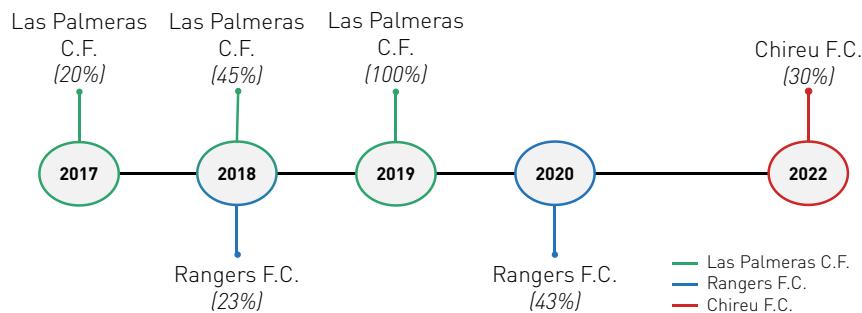 Las Palmeras
C.F.
(20%)
Las Palmeras
C.F.
(45%)
Las Palmeras
C.F.
(100%)
Chireu F.C.
(30%)
2017
2018
2019
2020
2022
Rangers F.C.
(23%)
Rangers F.C.
(43%)
Las Palmeras C.F.
Rangers F.C.
Chireu F.C.